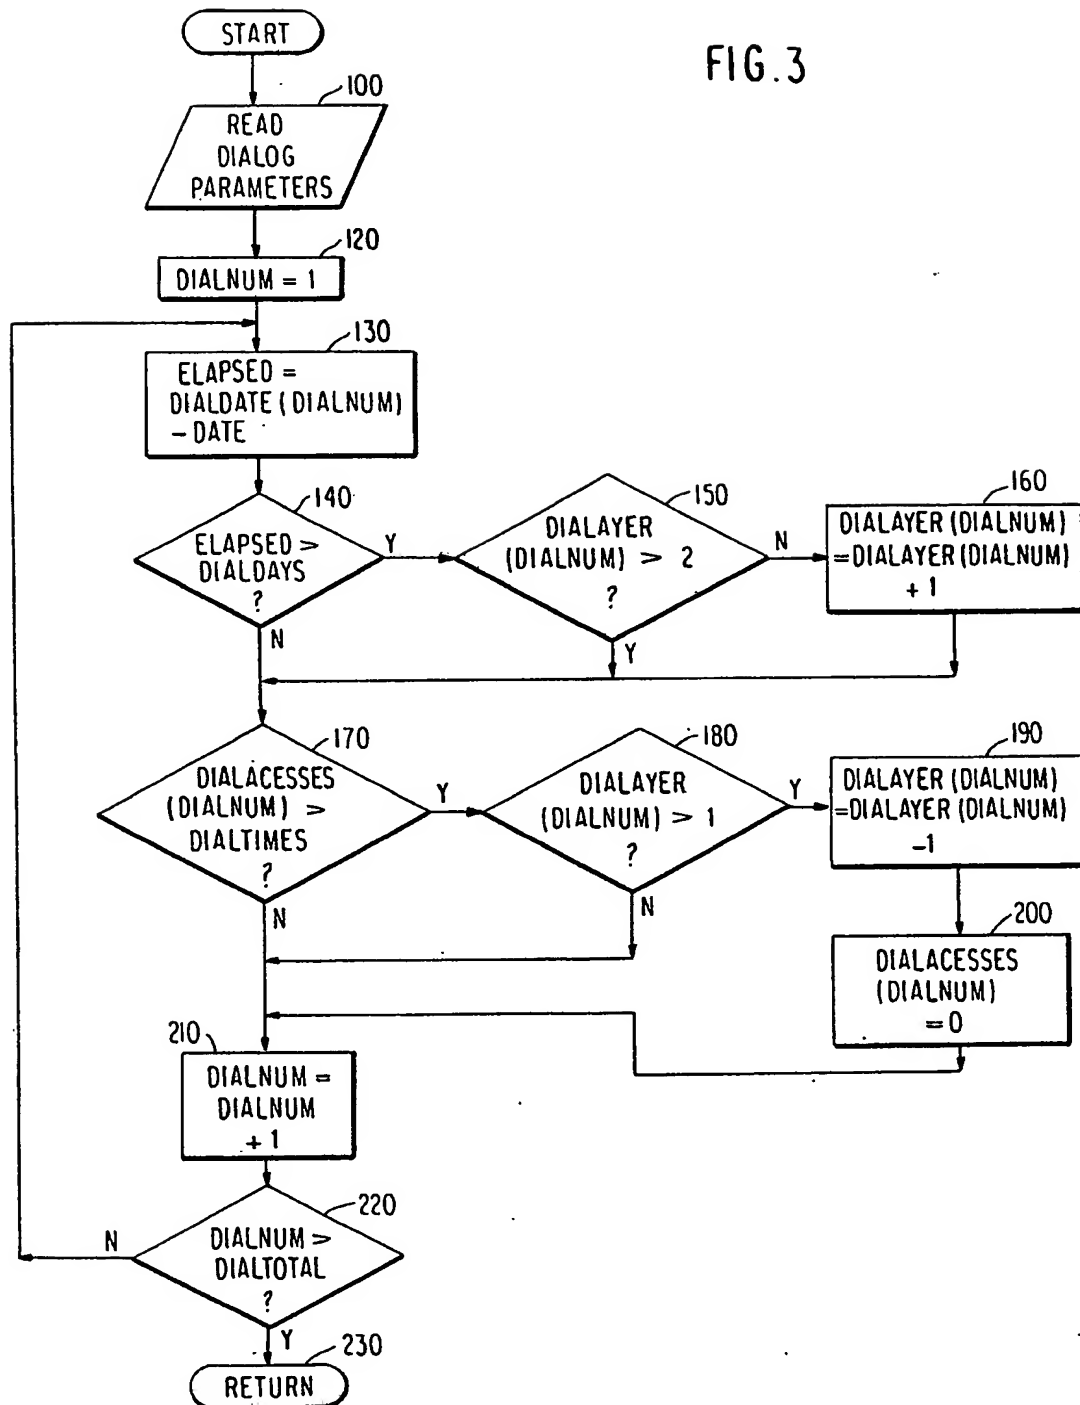 START
FIG.3
100
READ
DIALOG
PARAMETERS
120
DIALNUM = 1
130
ELAPSED =
DIALDATE (DIALNUM)
- DATE
140
ELAPSED >
DIALDAYS
?
Y
N
150
DIALAYER
(DIALNUM) > 2
?
N
Y
160
DIALAYER (DIALNUM) =
=DIALAYER (DIALNUM)
+ 1
170
DIALACESSES
(DIALNUM) >
DIALTIMES
?
Y
N
180
DIALAYER
(DIALNUM) > 1
?
Y
N
190
DIALAYER (DIALNUM)
=DIALAYER (DIALNUM)
-1
200
DIALACESSES
(DIALNUM)
= 0
210
DIALNUM =
DIALNUM
+ 1
220
DIALNUM >
DIALTOTAL
?
N
Y
230
RETURN